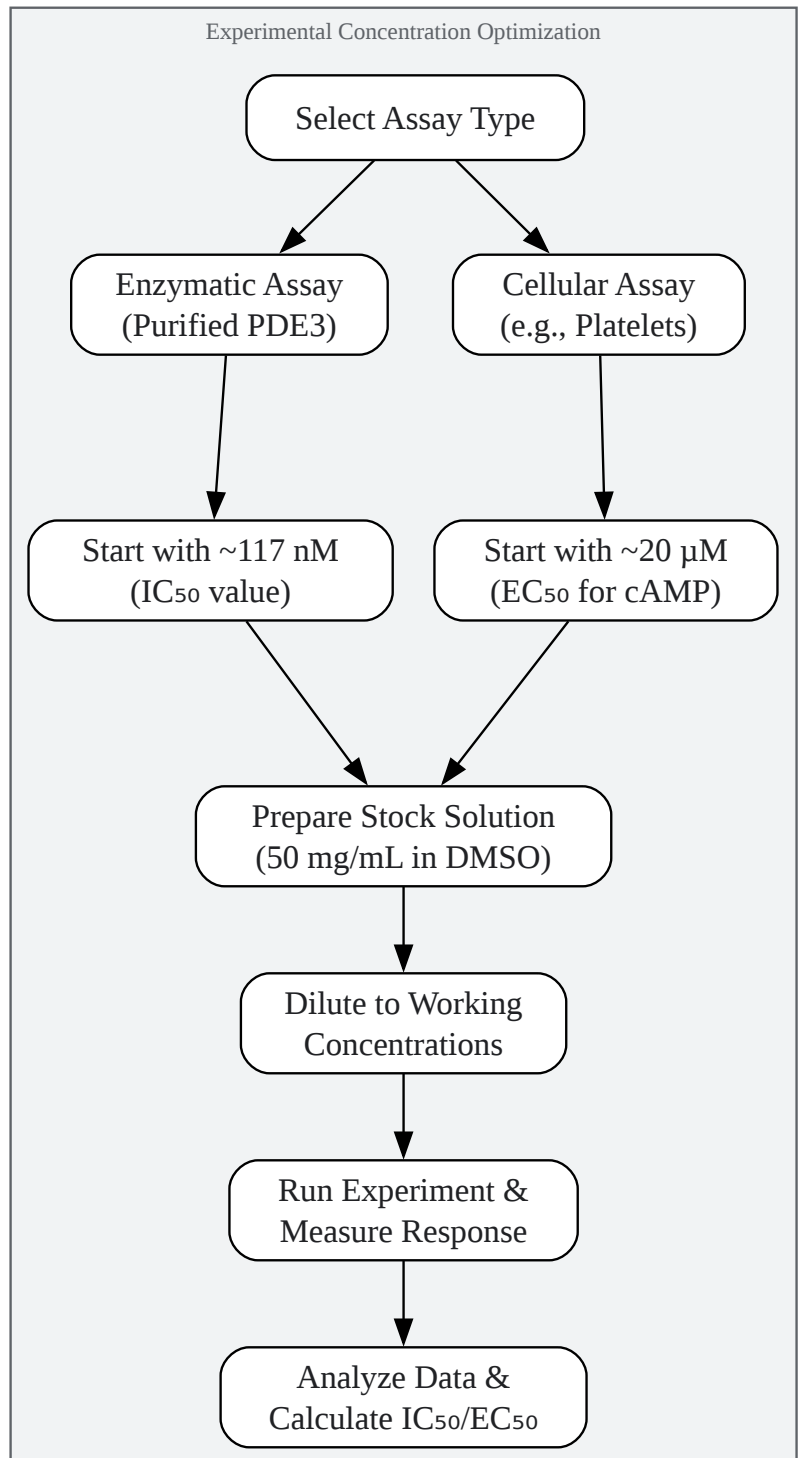 Experimental Concentration Optimization
Select Assay Type
Enzymatic Assay
(Purified PDE3)
Cellular Assay
(e.g., Platelets)
Start with ~117 nM
(IC₅₀ value)
Start with ~20 µM
(EC₅₀ for cAMP)
Prepare Stock Solution
(50 mg/mL in DMSO)
Dilute to Working
Concentrations
Run Experiment &
Measure Response
Analyze Data &
Calculate IC₅₀/EC₅₀